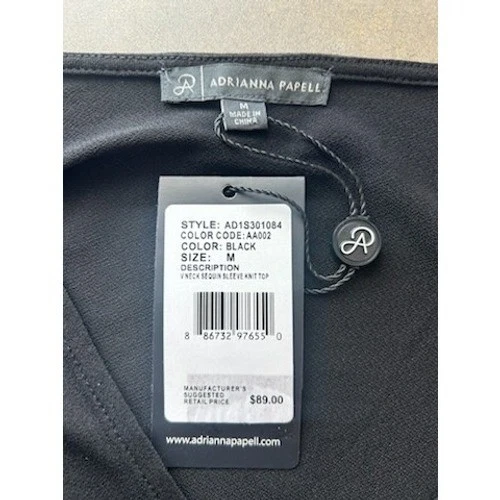 ADRIANNA PAPELL
M
MADE IN
CHINA
STYLE: AD1S301084
COLOR CODE: AA002
COLOR: BLACK
SIZE: M
DESCRIPTION
V NECK SEQUIN SLEEVE KNIT TOP
8 86732 97655 0
MANUFACTURER'S
SUGGESTED
RETAIL PRICE $89.00
www.adriannapapell.com